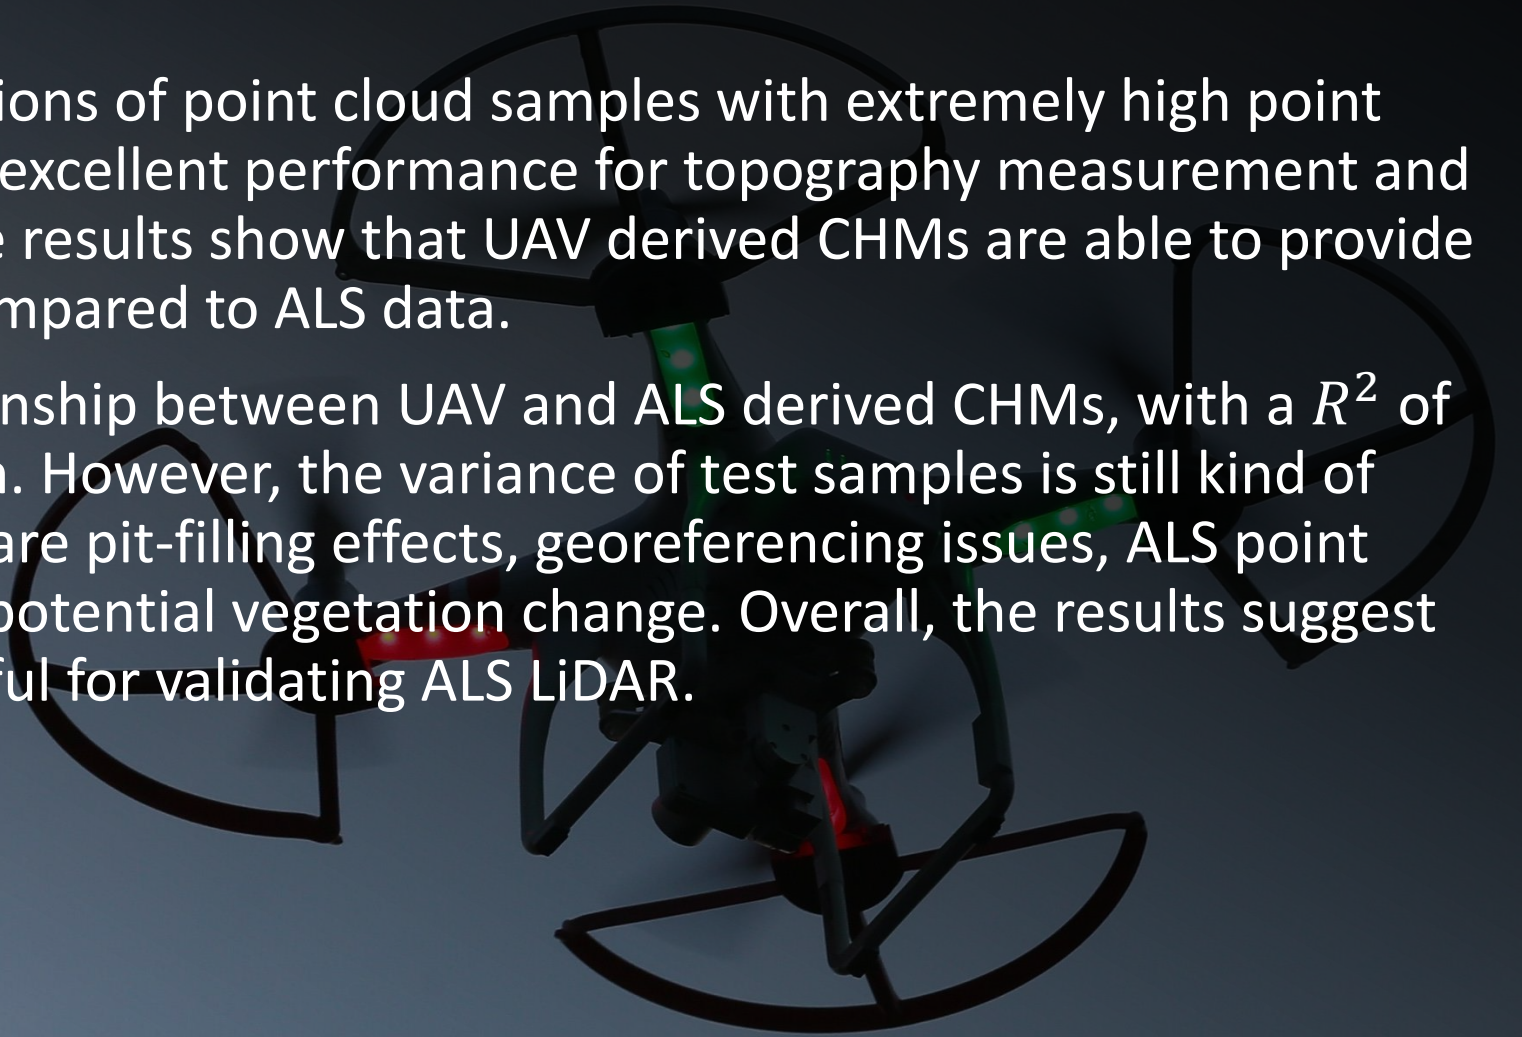 ions of point cloud samples with extremely high point
excellent performance for topography measurement and
e results show that UAV derived CHMs are able to provide
mpared to ALS data.
nship between UAV and ALS derived CHMs, with a R² of
. However, the variance of test samples is still kind of
are pit-filling effects, georeferencing issues, ALS point
potential vegetation change. Overall, the results suggest
ful for validating ALS LiDAR.